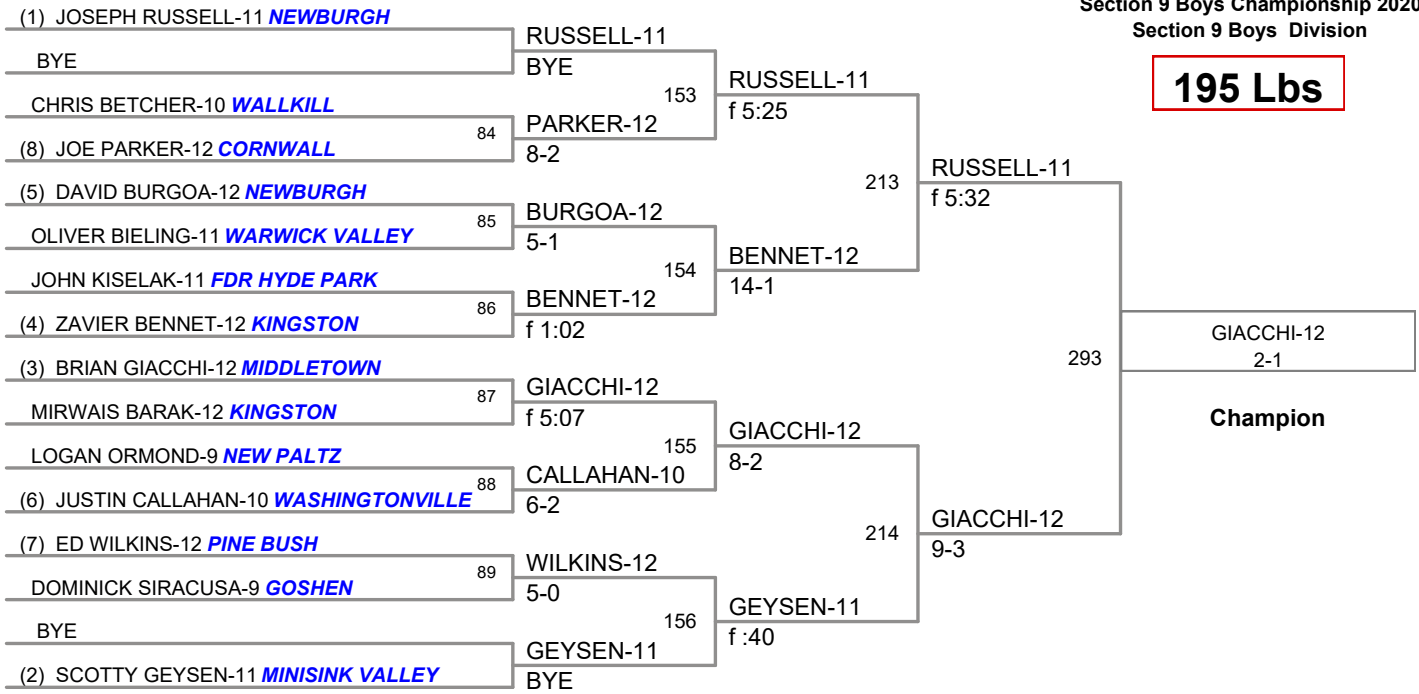 Section 9 Boys Championship 2020
Section 9 Boys Division
195 Lbs
(1) JOSEPH RUSSELL-11 NEWBURGH
BYE
CHRIS BETCHER-10 WALLKILL
(8) JOE PARKER-12 CORNWALL
(5) DAVID BURGOA-12 NEWBURGH
OLIVER BIELING-11 WARWICK VALLEY
JOHN KISELAK-11 FDR HYDE PARK
(4) ZAVIER BENNET-12 KINGSTON
(3) BRIAN GIACCHI-12 MIDDLETOWN
MIRWAIS BARAK-12 KINGSTON
LOGAN ORMOND-9 NEW PALTZ
(6) JUSTIN CALLAHAN-10 WASHINGTONVILLE
(7) ED WILKINS-12 PINE BUSH
DOMINICK SIRACUSA-9 GOSHEN
BYE
(2) SCOTTY GEYSEN-11 MINISINK VALLEY
84
85
86
87
88
89
RUSSELL-11
BYE
PARKER-12
8-2
BURGOA-12
5-1
BENNET-12
f 1:02
GIACCHI-12
f 5:07
CALLAHAN-10
6-2
WILKINS-12
5-0
GEYSEN-11
BYE
153
154
155
156
RUSSELL-11
f 5:25
BENNET-12
14-1
GIACCHI-12
8-2
GEYSEN-11
f :40
213
214
RUSSELL-11
f 5:32
GIACCHI-12
9-3
293
GIACCHI-12
2-1
Champion